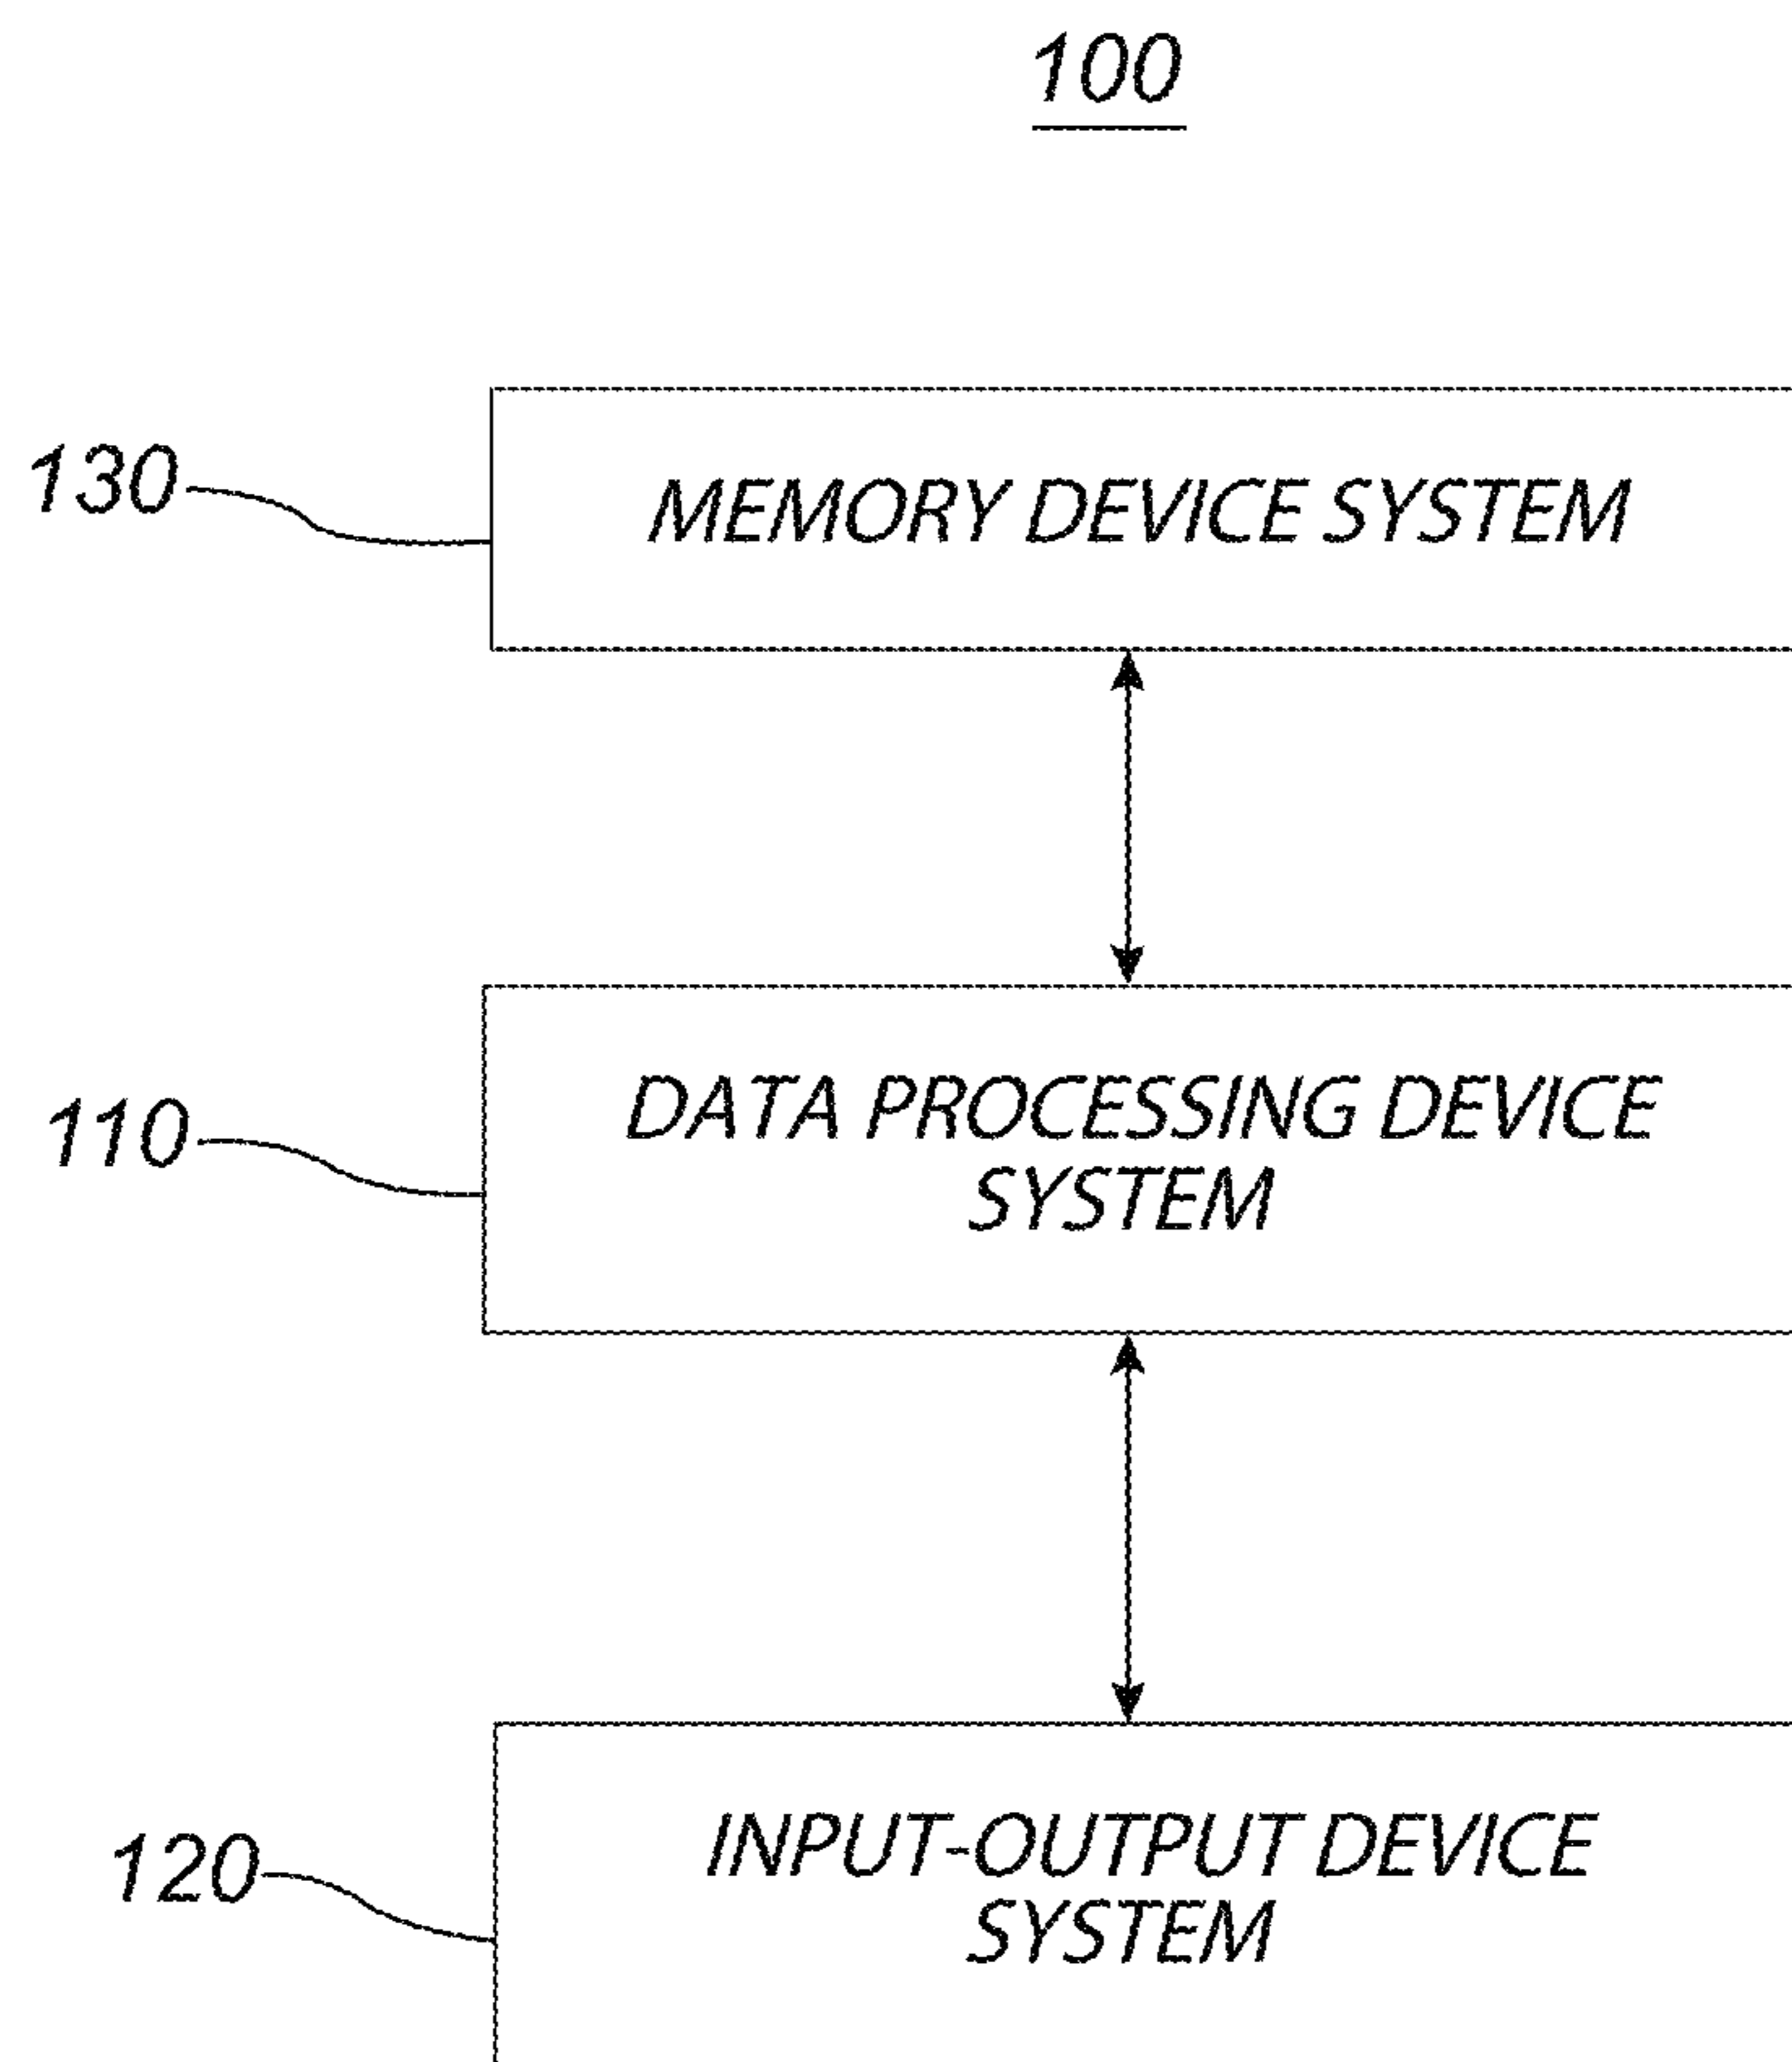 100
130
MEMORY DEVICE SYSTEM
110
DATA PROCESSING DEVICE
SYSTEM
120
INPUT-OUTPUT DEVICE
SYSTEM